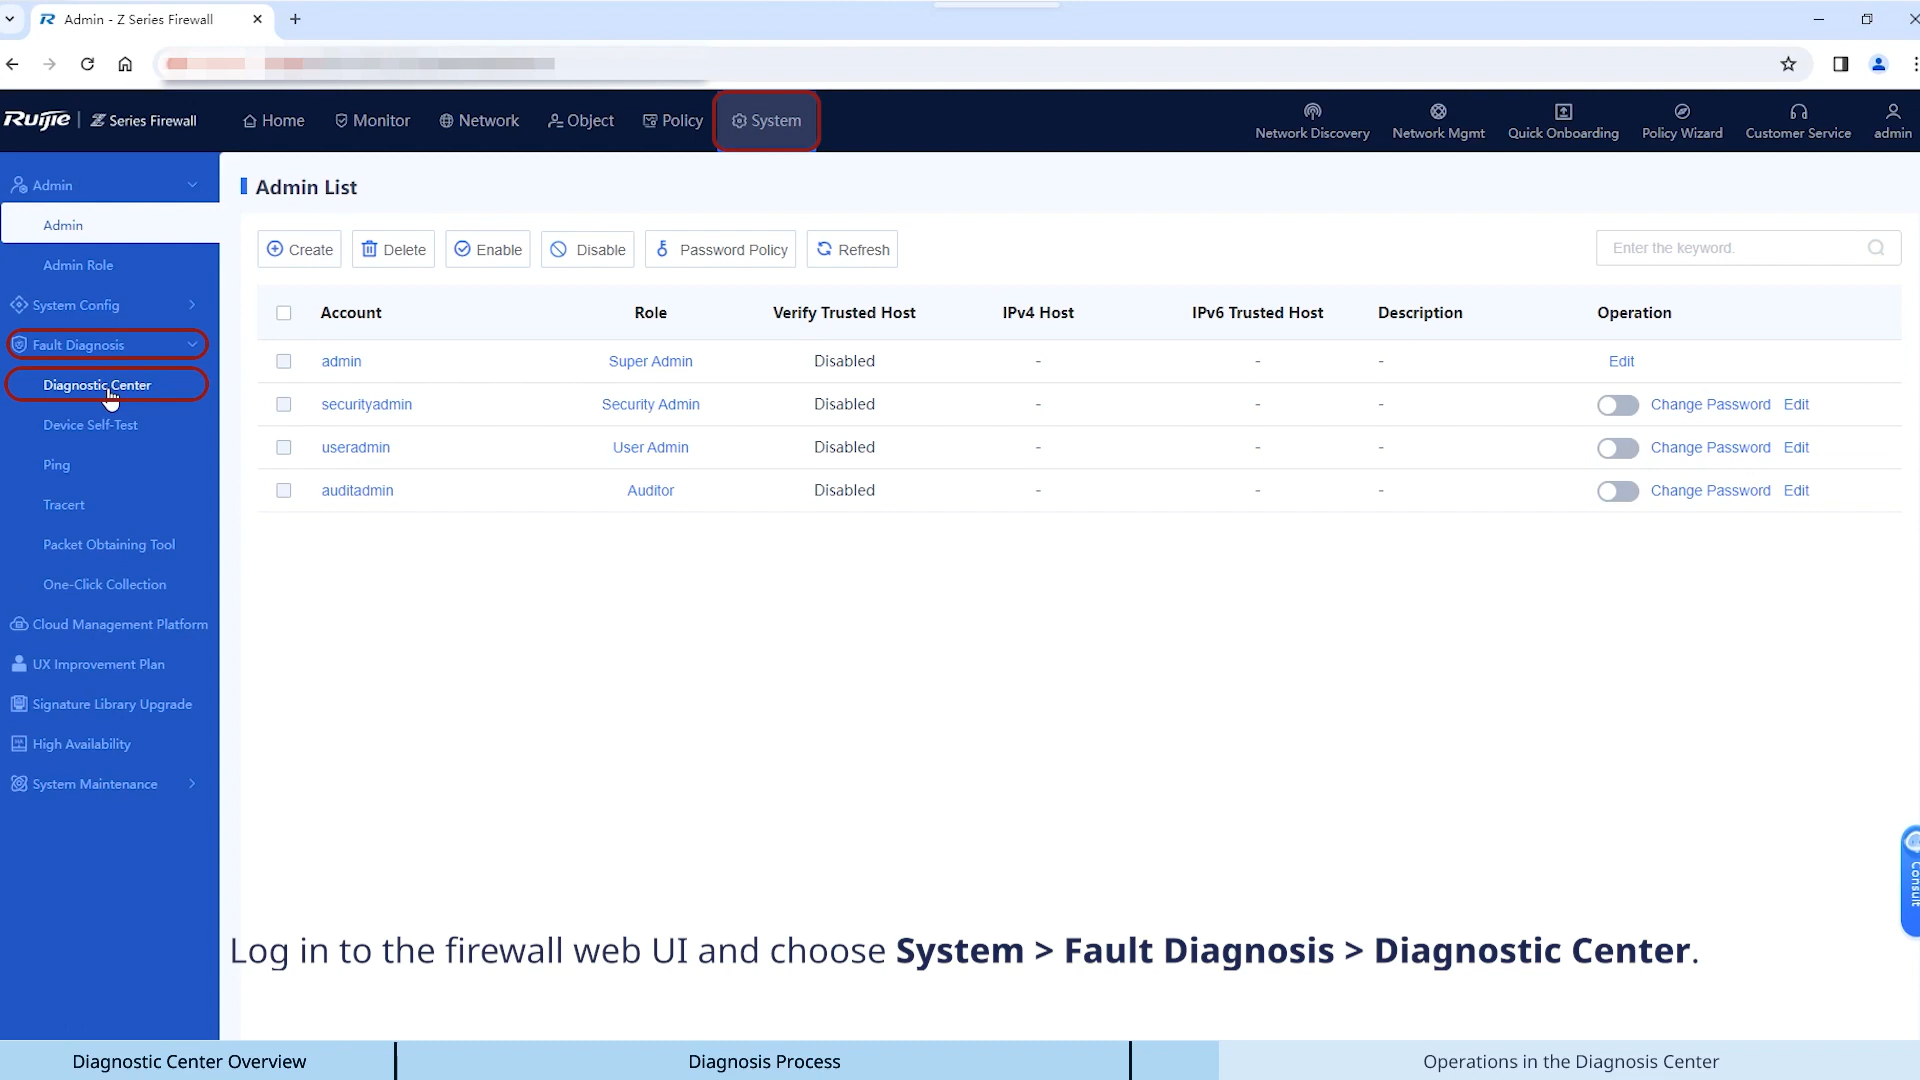 Admin - Z Series Firewall
Ruijie | Z Series Firewall
Home Monitor Network Object Policy System
Network Discovery Network Mgmt Quick Onboarding Policy Wizard Customer Service admin
Admin
Admin
Admin Role
System Config
Fault Diagnosis
Diagnostic Center
Device Self-Test
Ping
Tracert
Packet Obtaining Tool
One-Click Collection
Cloud Management Platform
UX Improvement Plan
Signature Library Upgrade
High Availability
System Maintenance
Admin List
Create Delete Enable Disable Password Policy Refresh
Enter the keyword.
Account Role Verify Trusted Host IPv4 Host IPv6 Trusted Host Description Operation
admin Super Admin Disabled - - - Edit
securityadmin Security Admin Disabled - - - Change Password Edit
useradmin User Admin Disabled - - - Change Password Edit
auditadmin Auditor Disabled - - - Change Password Edit
Consult
Log in to the firewall web UI and choose System > Fault Diagnosis > Diagnostic Center.
Diagnostic Center Overview Diagnosis Process Operations in the Diagnosis Center